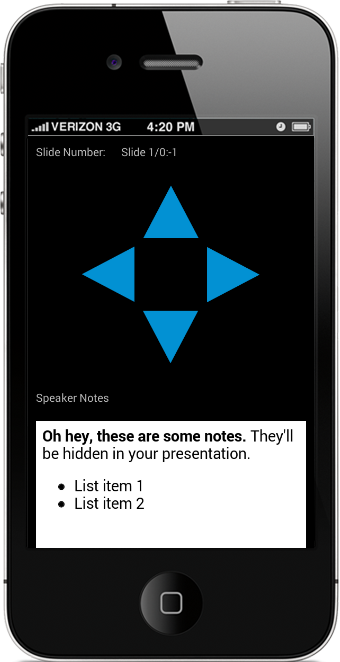 VERIZON 3G 4:20 PM
Slide Number: Slide 1/0:-1
Speaker Notes
Oh hey, these are some notes. They'll
be hidden in your presentation.
• List item 1
• List item 2